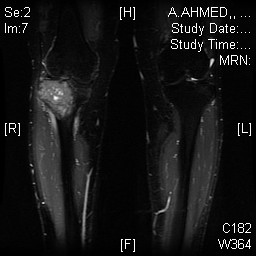 Se:2
Im:7
[H]
A.AHMED,, ...
Study Date:...
Study Time:...
MRN:
[R]
[L]
[F]
C182
W364